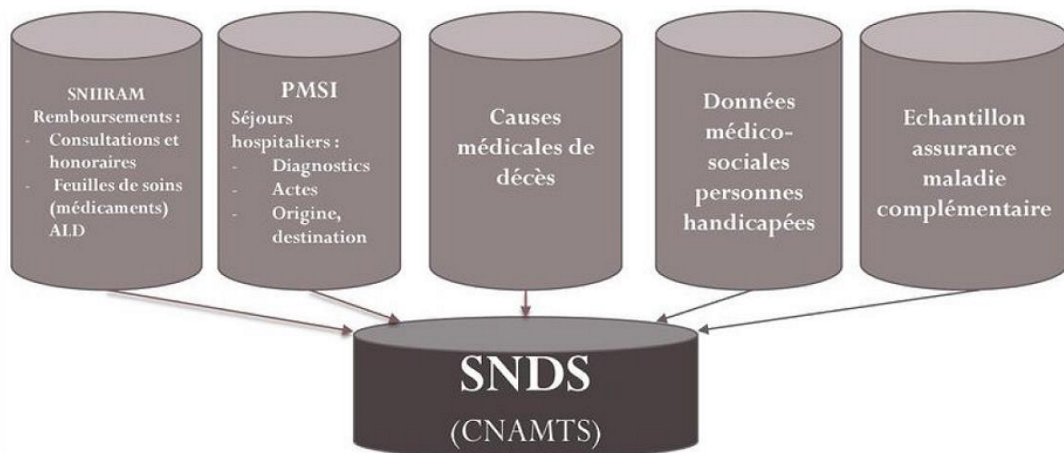 SNIIRAM
Remboursements :
- Consultations et
honoraires
- Feuilles de soins
(médicaments)
ALD
PMSI
Séjours
hospitaliers :
- Diagnostics
- Actes
- Origine,
destination
Causes
médicales de
décès
Données
médico-
sociales
personnes
handicapées
Echantillon
assurance
maladie
complémentaire
SNDS
(CNAMTS)